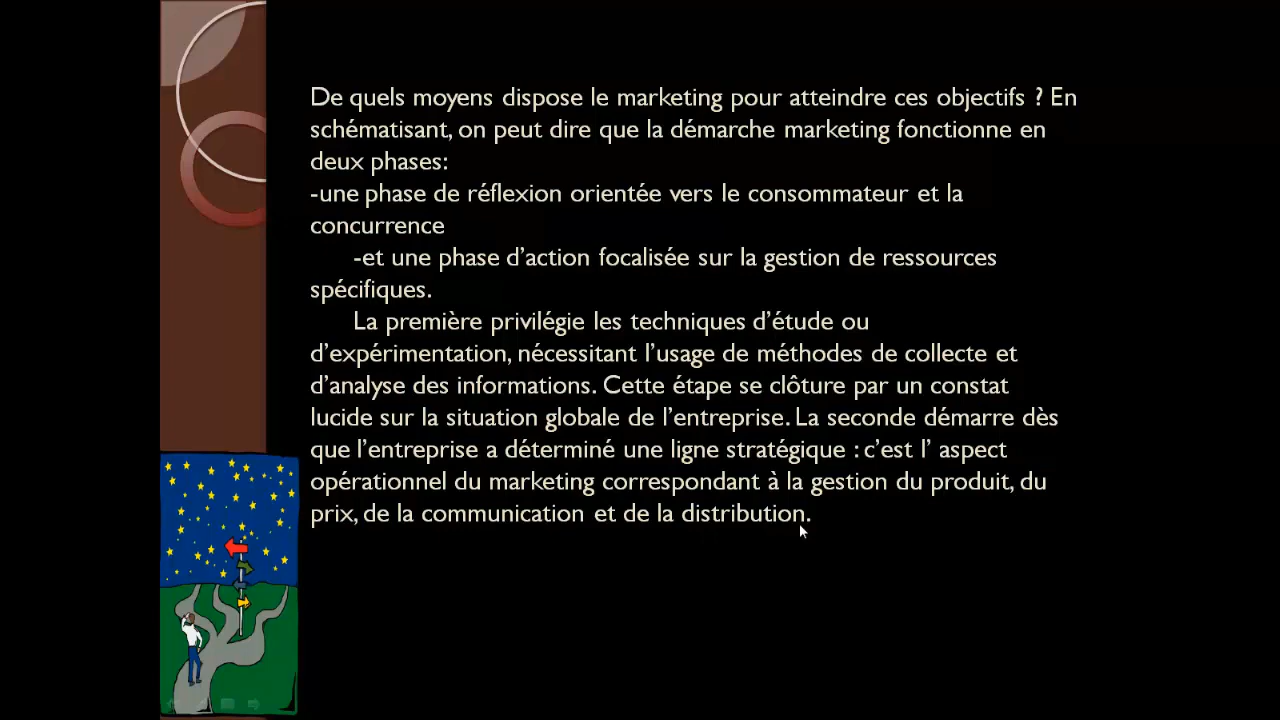 De quels moyens dispose le marketing pour atteindre ces objectifs ? En
schématisant, on peut dire que la démarche marketing fonctionne en
deux phases:
-une phase de réflexion orientée vers le consommateur et la
concurrence
-et une phase d’action focalisée sur la gestion de ressources
spécifiques.
La première privilégie les techniques d’étude ou
d’expérimentation, nécessitant l’usage de méthodes de collecte et
d’analyse des informations. Cette étape se clôture par un constat
lucide sur la situation globale de l’entreprise. La seconde démarre dès
que l’entreprise a déterminé une ligne stratégique : c’est l’ aspect
opérationnel du marketing correspondant à la gestion du produit, du
prix, de la communication et de la distribution.